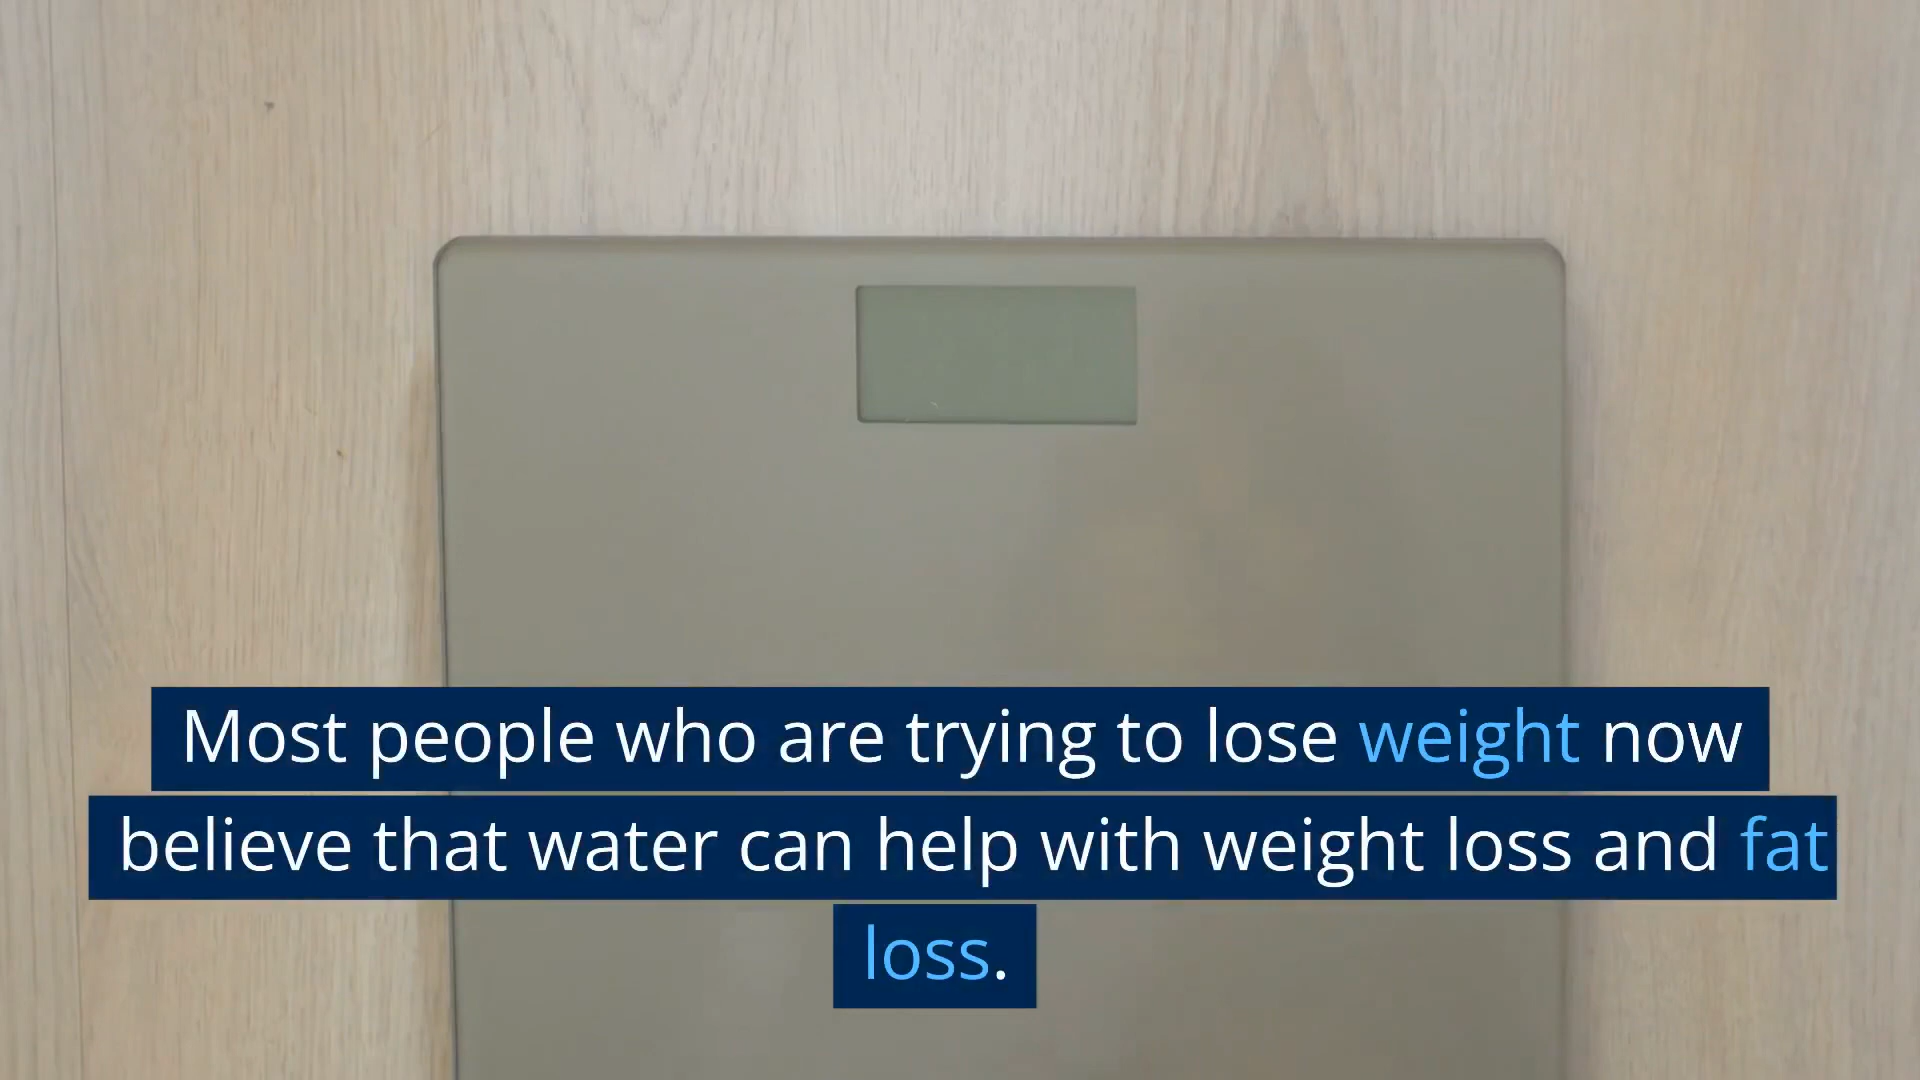 Most people who are trying to lose weight now
believe that water can help with weight loss and fat
loss.